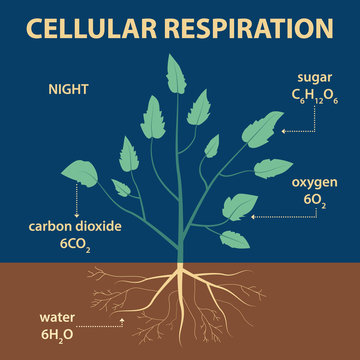 CELLULAR RESPIRATION
NIGHT
sugar
C₆H₁₂O₆
oxygen
6O₂
carbon dioxide
6CO₂
water
6H₂O